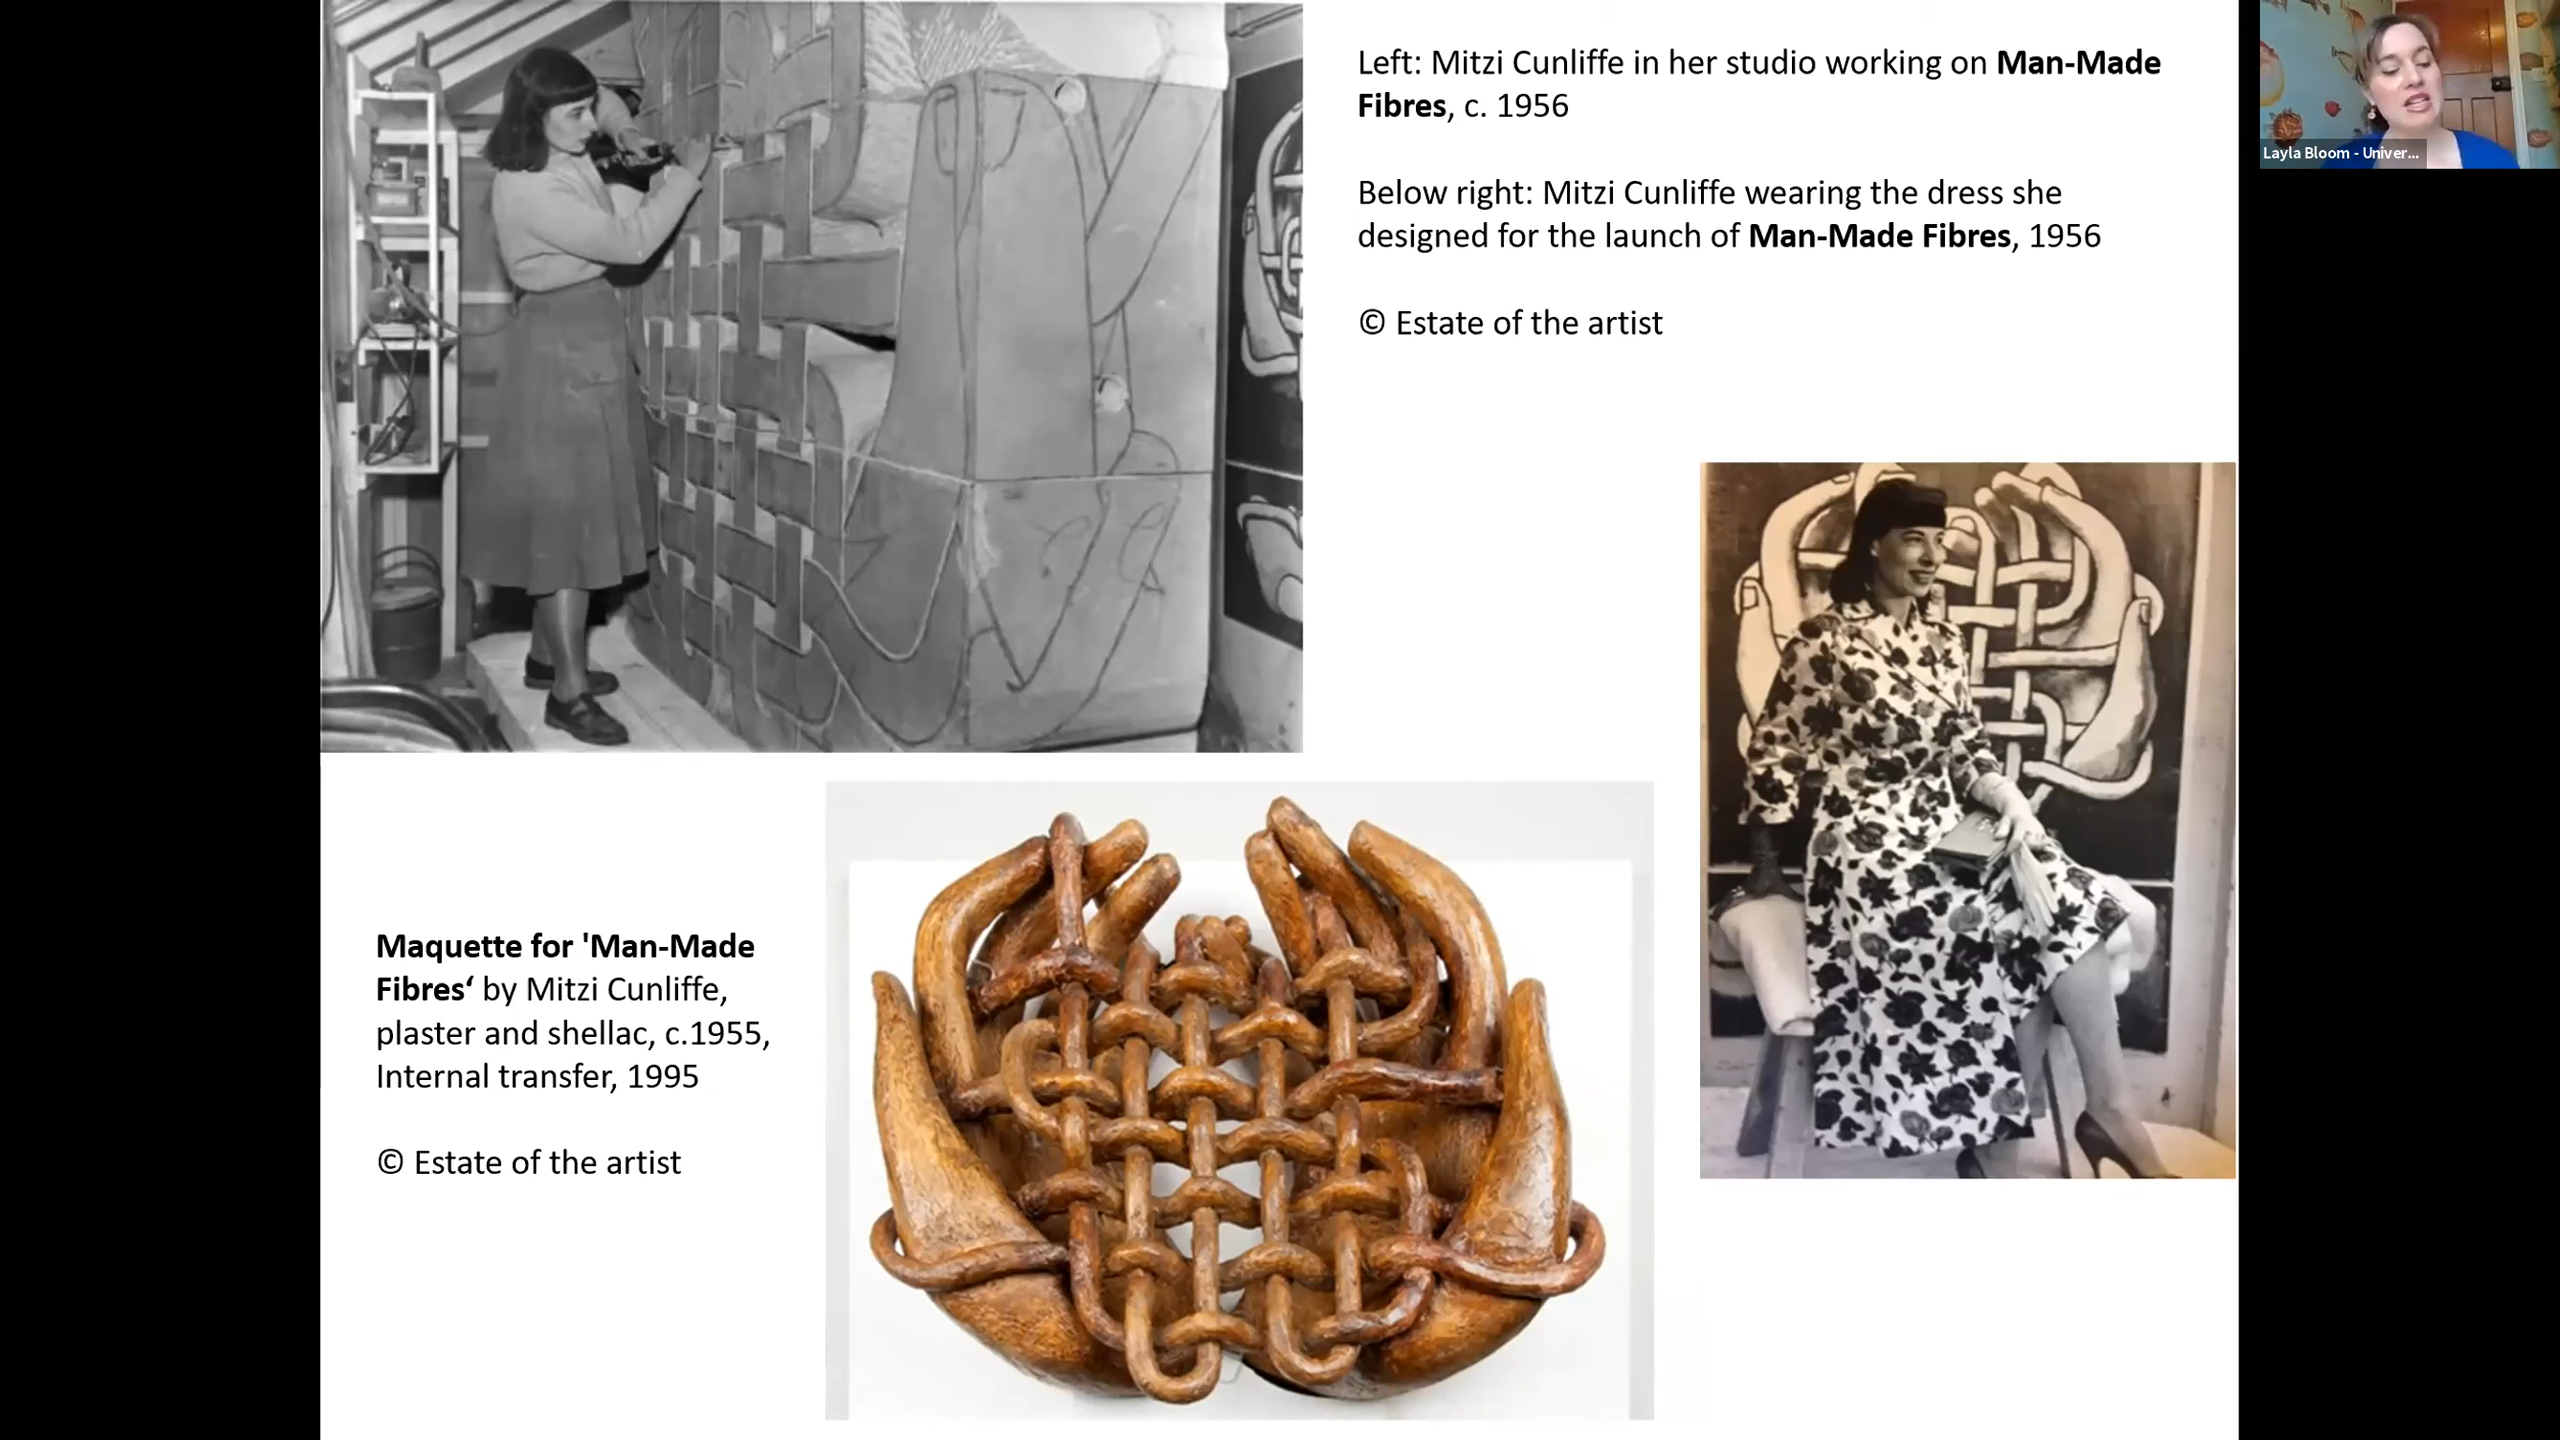 Left: Mitzi Cunliffe in her studio working on Man-Made
Fibres, c. 1956
Below right: Mitzi Cunliffe wearing the dress she
designed for the launch of Man-Made Fibres, 1956
© Estate of the artist
Layla Bloom - Univer...
Maquette for 'Man-Made
Fibres‘ by Mitzi Cunliffe,
plaster and shellac, c.1955,
Internal transfer, 1995
© Estate of the artist